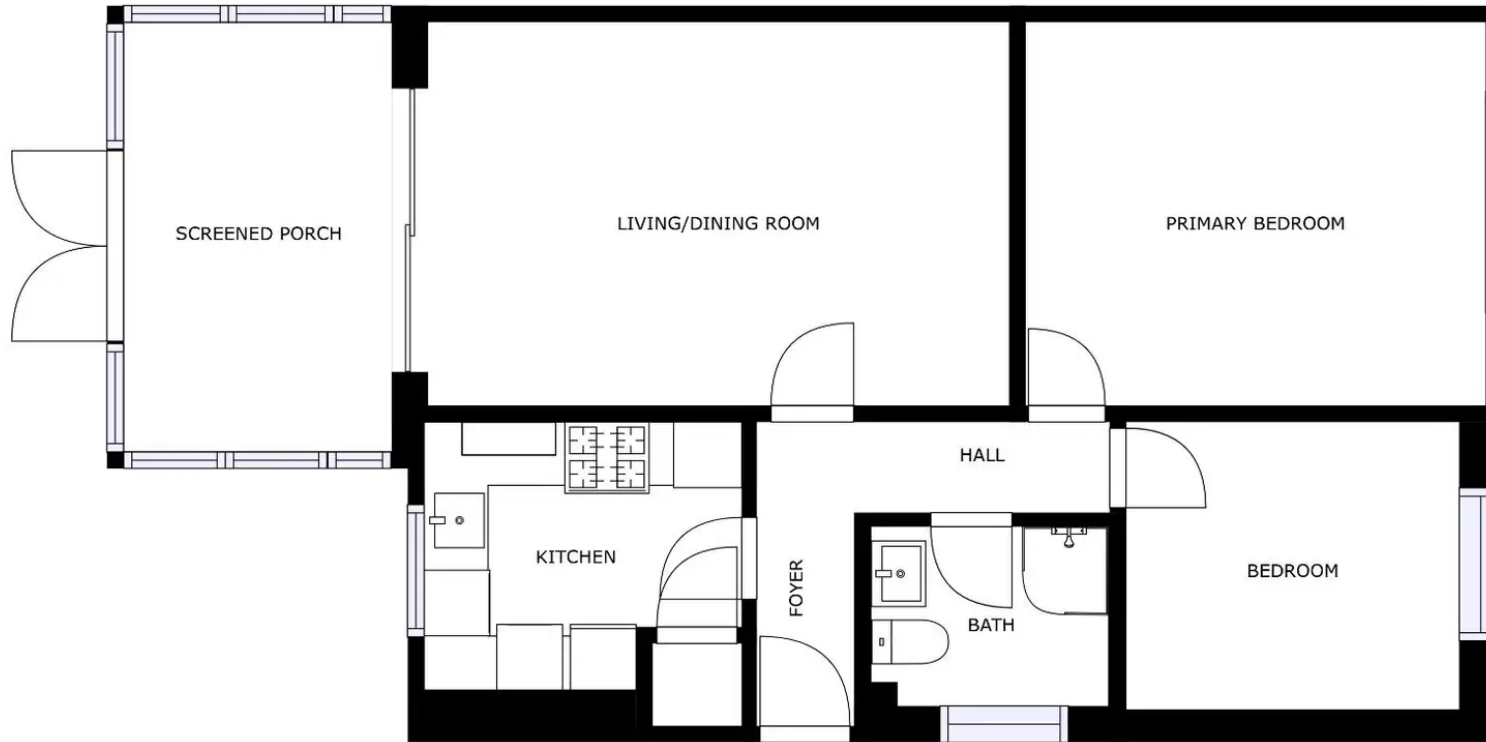 SCREENED PORCH
LIVING/DINING ROOM
PRIMARY BEDROOM
HALL
KITCHEN
FOYER
BATH
BEDROOM